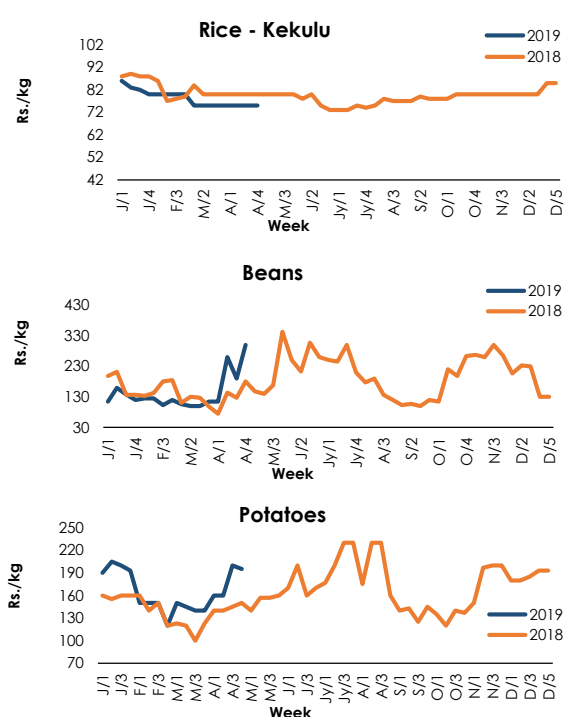 Rice - Kekulu
2019
2018
Rs./kg
102
92
82
72
62
52
42
J/1 J/4 F/3 M/2 A/1 A/4 M/3 J/2 Jy/1 Jy/4 A/3 S/2 O/1 O/4 N/3 D/2 D/5
Week
Beans
2019
2018
Rs./kg
430
330
230
130
30
J/1 J/4 F/3 M/2 A/1 A/4 M/3 J/2 Jy/1 Jy/4 A/3 S/2 O/1 O/4 N/3 D/2 D/5
Week
Potatoes
2019
2018
Rs./kg
250
220
190
160
130
100
70
J/1 J/3 F/1 F/3 M/1 M/3 A/1 A/3 M/1 M/3 J/1 J/3 Jy/1 Jy/3 A/1 A/3 S/1 S/3 O/1 O/3 N/1 N/3 D/1 D/3 D/5
Week